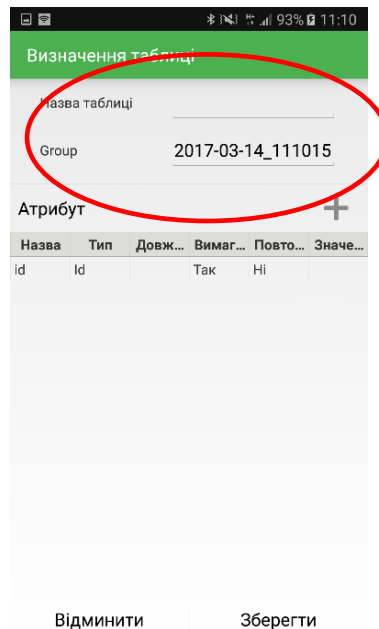 93% 11:10
Визначення таблиці
Назва таблиці
Group 2017-03-14_111015
Атрибут +
Назва Тип Довж... Вимаг... Повто... Значе...
id Id Так Ні
Відминити Зберегти